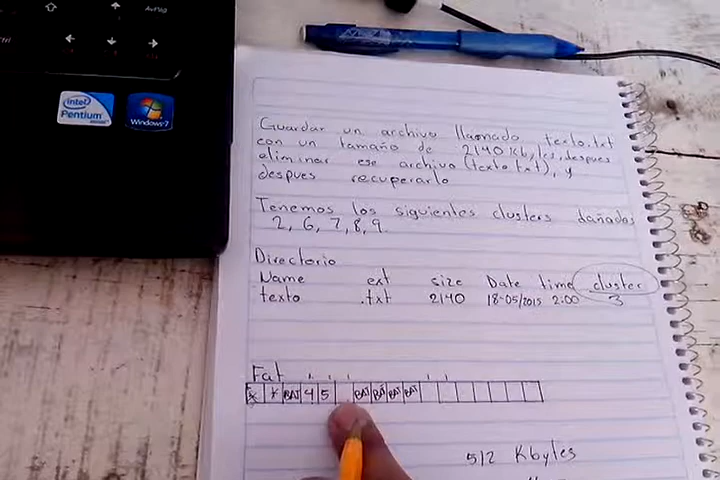 AvPág
intel
Pentium
Windows 7
Guardar un archivo llamado texto.txt
con un tamaño de 2140 Kbytes, despues
eliminar ese archivo (texto.txt), y
despues recuperarlo
Tenemos los siguientes clusters dañados
2, 6, 7, 8, 9
Directorio
Name ext size Date time cluster
texto .txt 2140 18-05/2015 2:00 3
Fat
* * BAT 4 5 BAT BAT BAT BAT
512 Kbytes